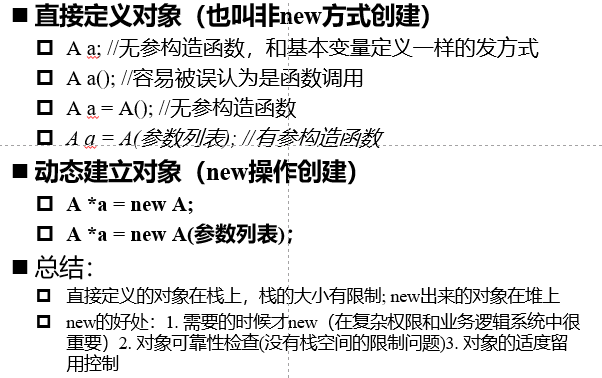 直接定义对象（也叫非new方式创建）
A a; //无参构造函数，和基本变量定义一样的发方式
A a(); //容易被误认为是函数调用
A a = A(); //无参构造函数
A a = A(参数列表); //有参构造函数
动态建立对象（new操作创建）
A *a = new A;
A *a = new A(参数列表)；
总结：
直接定义的对象在栈上，栈的大小有限制; new出来的对象在堆上
new的好处：1. 需要的时候才new（在复杂权限和业务逻辑系统中很
重要）2. 对象可靠性检查(没有栈空间的限制问题)3. 对象的适度留
用控制